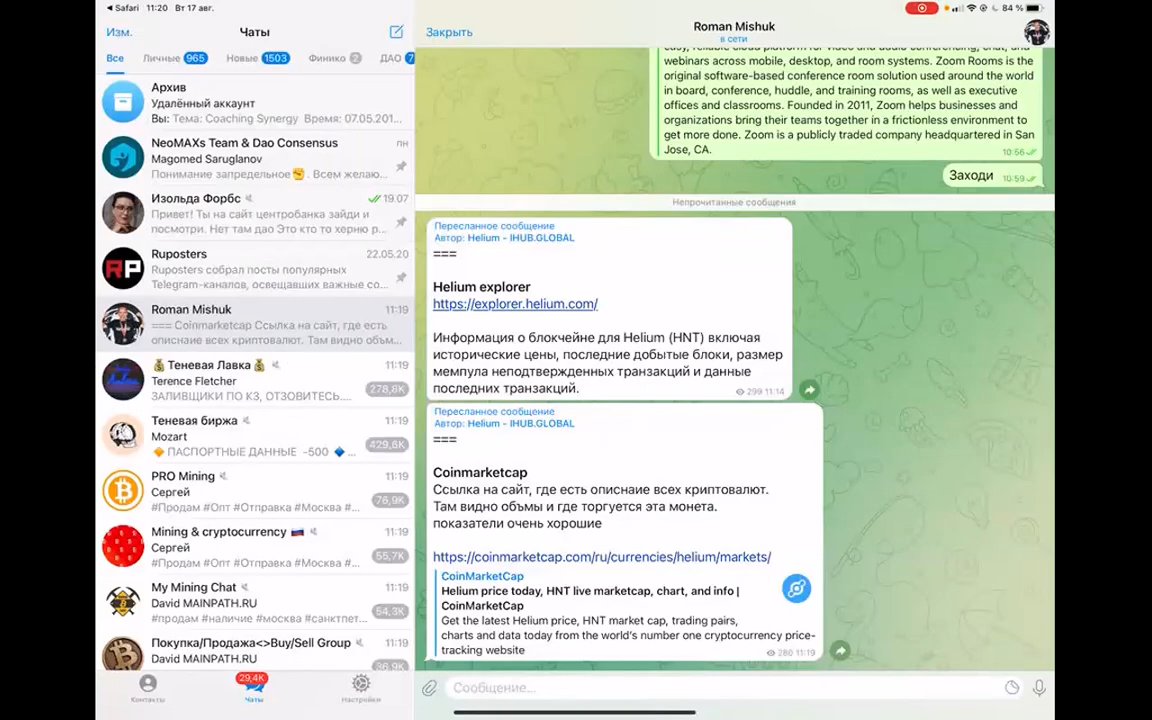 Safari 11:20 Вт 17 авг.
84 %
Изм.
Чаты
Все
Личные 965
Новые 1503
Финико 2
ДАО 7
Архив
Удалённый аккаунт
Вы: Тема: Coaching Synergy Время: 07.05.201...
NeoMAXs Team & Dao Consensus
пн
Magomed Saruglanov
Понимание запредельное✊. Всем желаю...
Изольда Форбс
19.07
Привет! Ты на сайт центробанка зайди и
посмотри. Нет там дао Это кто то херню р...
Ruposters
22.05.20
Ruposters собрал посты популярных
Telegram-каналов, освещавших важные со...
Roman Mishuk
11:19
=== Coinmarketcap Ссылка на сайт, где есть
описнаие всех криптовалют. Там видно объм...
💰Теневая Лавка💰
11:19
Terence Fletcher
ЗАЛИВЩИКИ ПО КЗ, ОТЗОВИТЕСЬ....
278,8K
Теневая биржа
11:19
Mozart
🔶ПАСПОРТНЫЕ ДАННЫЕ -500 🔷...
429,6K
PRO Mining
11:19
Сергей
#Продам #Опт #Отправка #Москва #...
76,9K
Mining & cryptocurrency 🇷🇺
11:19
Сергей
#Продам #Опт #Отправка #Москва #...
55,7K
My Mining Chat
11:19
David MAINPATH.RU
#продам #наличие #москва #санктпет...
54,3K
Покупка/Продажа<>Buy/Sell Group
11:19
David MAINPATH.RU
36,9K
29,4K
Контакты
Чаты
Настройки
Закрыть
Roman Mishuk
в сети
easy, reliable cloud platform for video and audio conferencing, chat, and
webinars across mobile, desktop, and room systems. Zoom Rooms is the
original software-based conference room solution used around the world
in board, conference, huddle, and training rooms, as well as executive
offices and classrooms. Founded in 2011, Zoom helps businesses and
organizations bring their teams together in a frictionless environment to
get more done. Zoom is a publicly traded company headquartered in San
Jose, CA.
10:56
Заходи 10:59
Непрочитанные сообщения
Пересланное сообщение
Автор: Helium - IHUB.GLOBAL
===
Helium explorer
https://explorer.helium.com/
Информация о блокчейне для Helium (HNT) включая
исторические цены, последние добытые блоки, размер
мемпула неподтвержденных транзакций и данные
последних транзакций.
299 11:14
Пересланное сообщение
Автор: Helium - IHUB.GLOBAL
===
Coinmarketcap
Ссылка на сайт, где есть описнаие всех криптовалют.
Там видно объмы и где торгуется эта монета.
показатели очень хорошие
https://coinmarketcap.com/ru/currencies/helium/markets/
CoinMarketCap
Helium price today, HNT live marketcap, chart, and info |
CoinMarketCap
Get the latest Helium price, HNT market cap, trading pairs,
charts and data today from the world's number one cryptocurrency price-
tracking website
280 11:19
Сообщение...